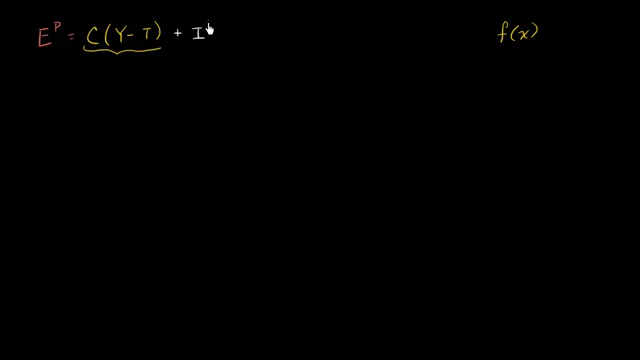 E^P = C(Y-T) + I
f(x)